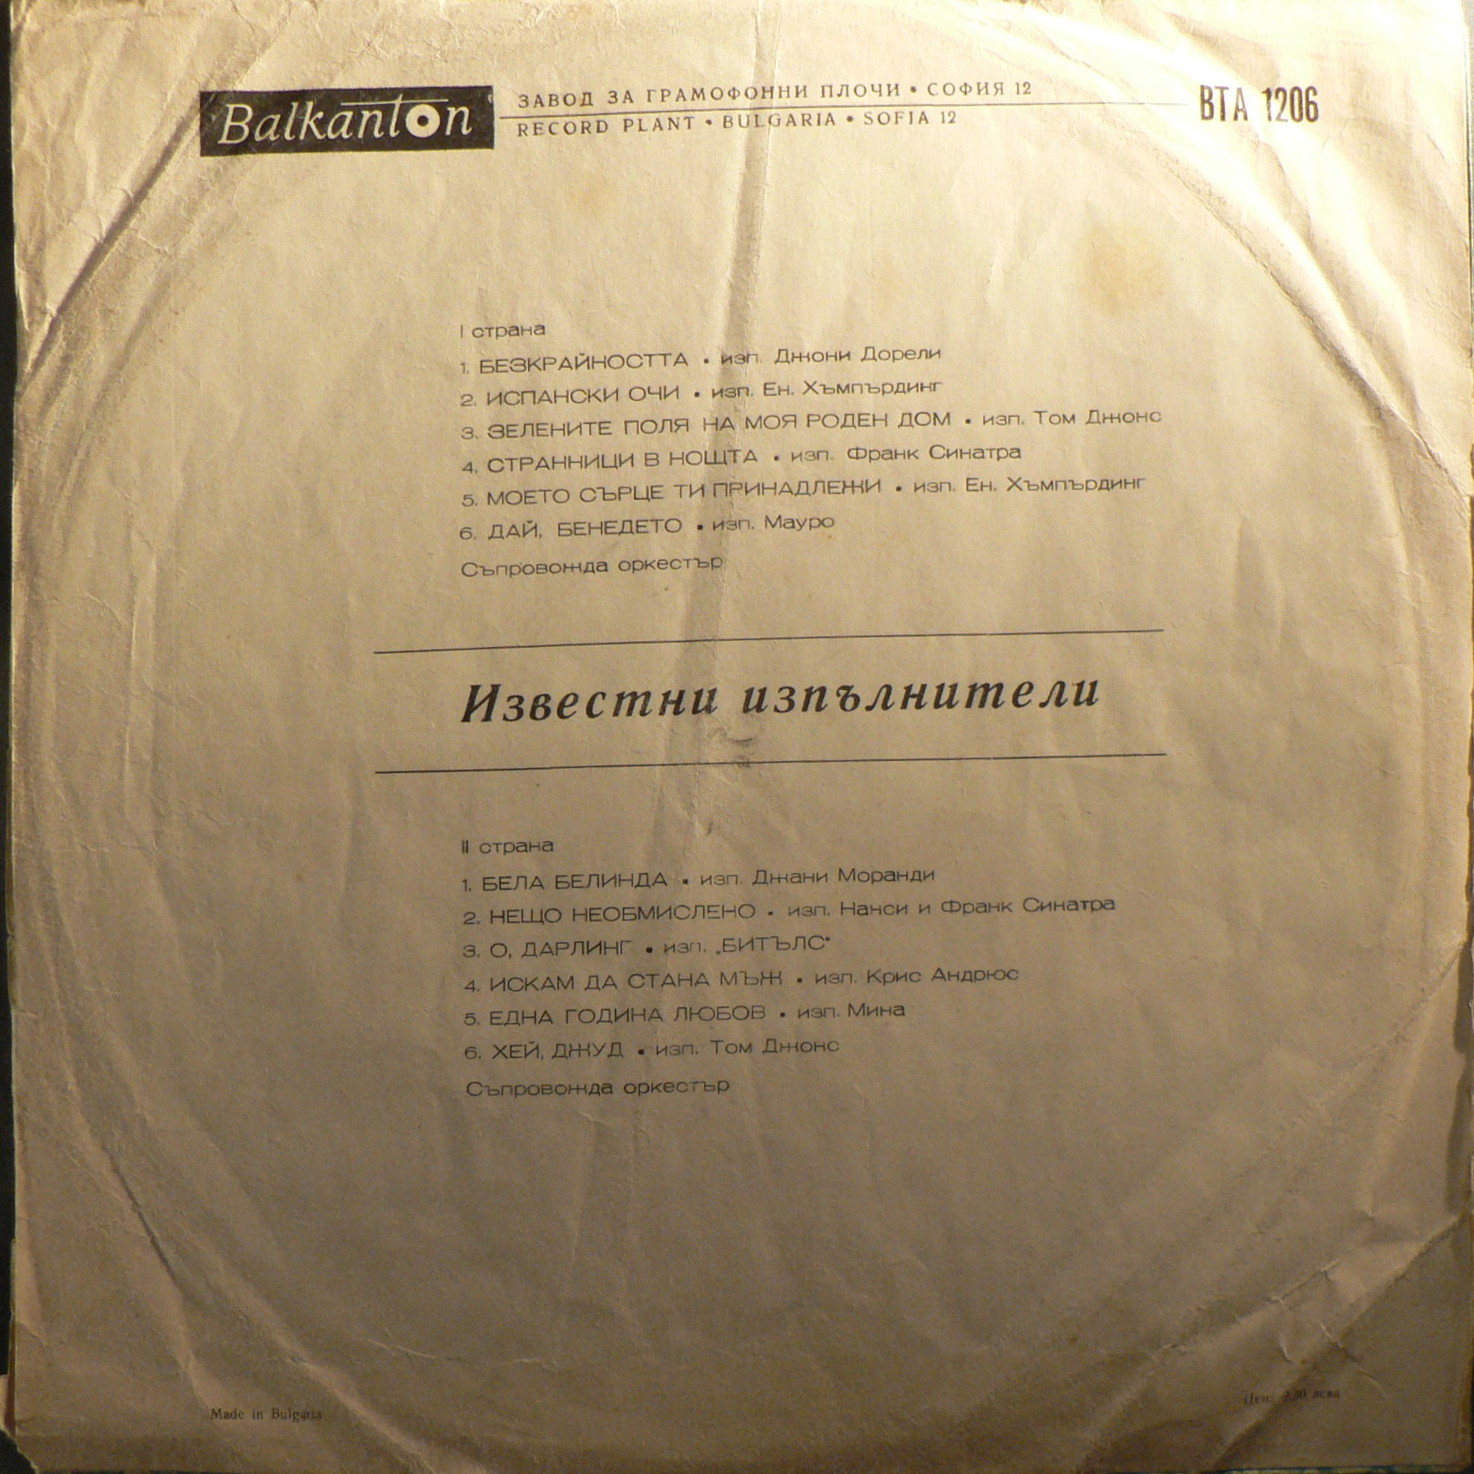 Balkanton
ЗАВОД ЗА ГРАМОФОННИ ПЛОЧИ • СОФИЯ 12
RECORD PLANT • BULGARIA • SOFIA 12
ВТА 1206
I страна
1. БЕЗКРАЙНОСТТА • изп. Джони Дорели
2. ИСПАНСКИ ОЧИ • изп. Ен. Хъмпърдинг
3. ЗЕЛЕНИТЕ ПОЛЯ НА МОЯ РОДЕН ДОМ • изп. Том Джонс
4. СТРАННИЦИ В НОЩТА • изп. Франк Синатра
5. МОЕТО СЪРЦЕ ТИ ПРИНАДЛЕЖИ • изп. Ен. Хъмпърдинг
6. ДАЙ, БЕНЕДЕТО • изп. Мауро
Съпровожда оркестър
Известни изпълнители
II страна
1. БЕЛА БЕЛИНДА • изп. Джани Моранди
2. НЕЩО НЕОБМИСЛЕНО • изп. Нанси и Франк Синатра
3. О, ДАРЛИНГ • изп. „БИТЪЛС“
4. ИСКАМ ДА СТАНА МЪЖ • изп. Крис Андрюс
5. ЕДНА ГОДИНА ЛЮБОВ • изп. Мина
6. ХЕЙ, ДЖУД • изп. Том Джонс
Съпровожда оркестър
Made in Bulgaria
лева